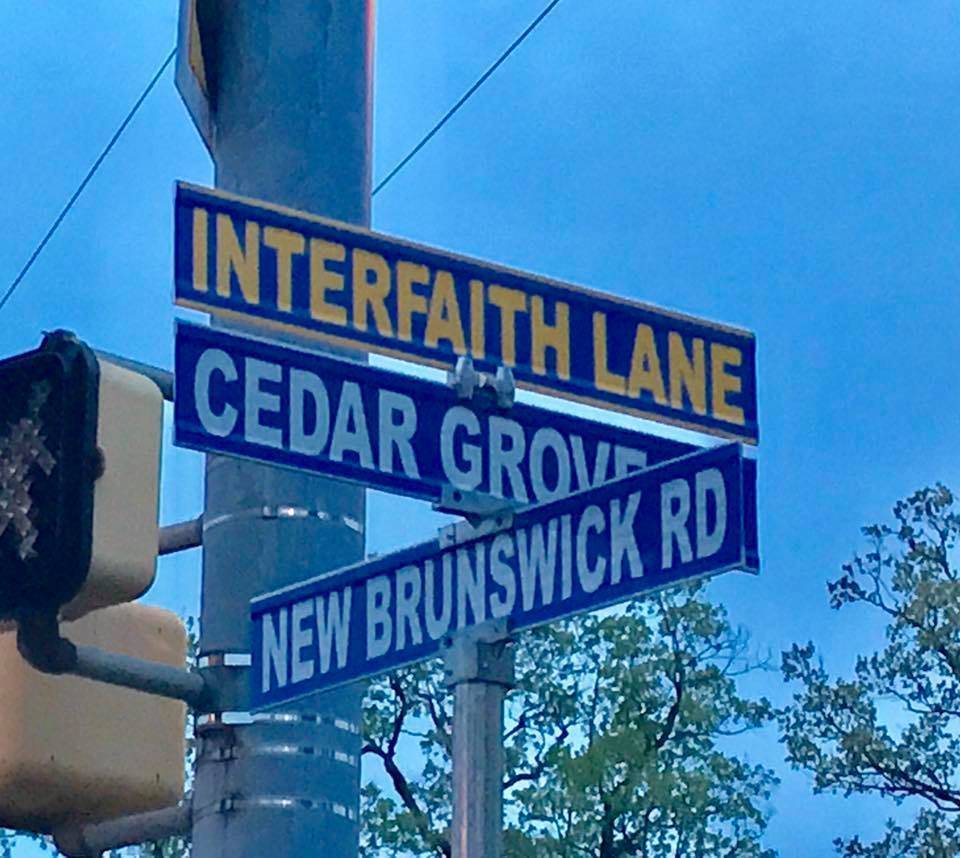 INTERFAITH LANE
CEDAR GROVE
NEW BRUNSWICK RD